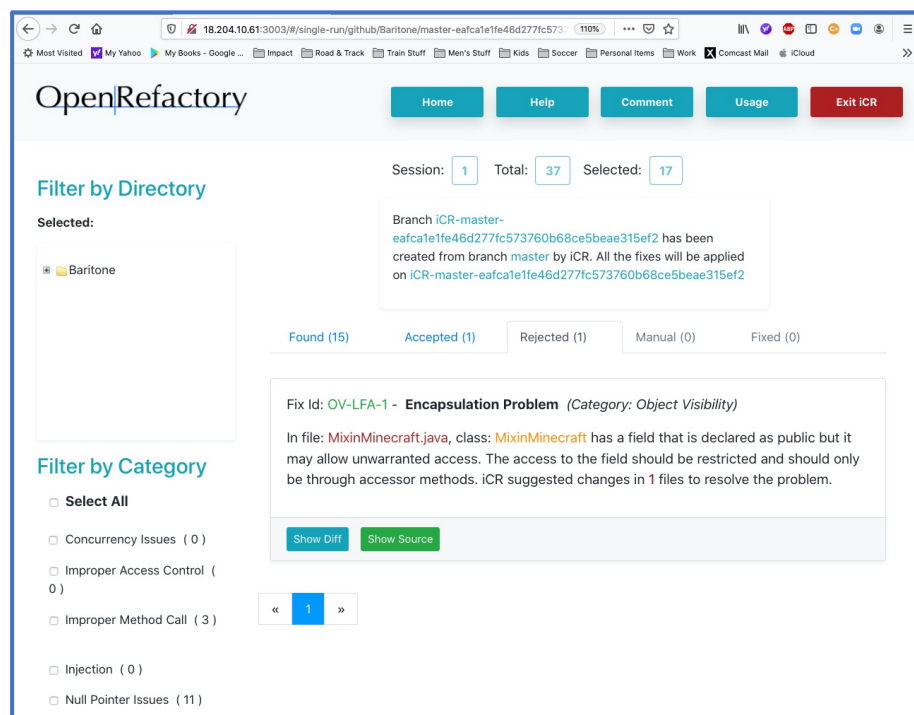 18.204.10.61:3003/#/single-run/github/Baritone/master-eafca1e1fe46d277fc573 110%
Most Visited My Yahoo My Books - Google ... Impact Road & Track Train Stuff Men's Stuff Kids Soccer Personal Items Work Comcast Mail iCloud
OpenRefactory
Home Help Comment Usage Exit iCR
Session: 1 Total: 37 Selected: 17
Filter by Directory
Selected:
Baritone
Branch iCR-master-
eafca1e1fe46d277fc573760b68ce5beae315ef2 has been
created from branch master by iCR. All the fixes will be applied
on iCR-master-eafca1e1fe46d277fc573760b68ce5beae315ef2
Found (15) Accepted (1) Rejected (1) Manual (0) Fixed (0)
Fix Id: OV-LFA-1 - Encapsulation Problem (Category: Object Visibility)
In file: MixinMinecraft.java, class: MixinMinecraft has a field that is declared as public but it
may allow unwarranted access. The access to the field should be restricted and should only
be through accessor methods. iCR suggested changes in 1 files to resolve the problem.
Show Diff Show Source
« 1 »
Filter by Category
Select All
Concurrency Issues ( 0 )
Improper Access Control (
0 )
Improper Method Call ( 3 )
Injection ( 0 )
Null Pointer Issues ( 11 )